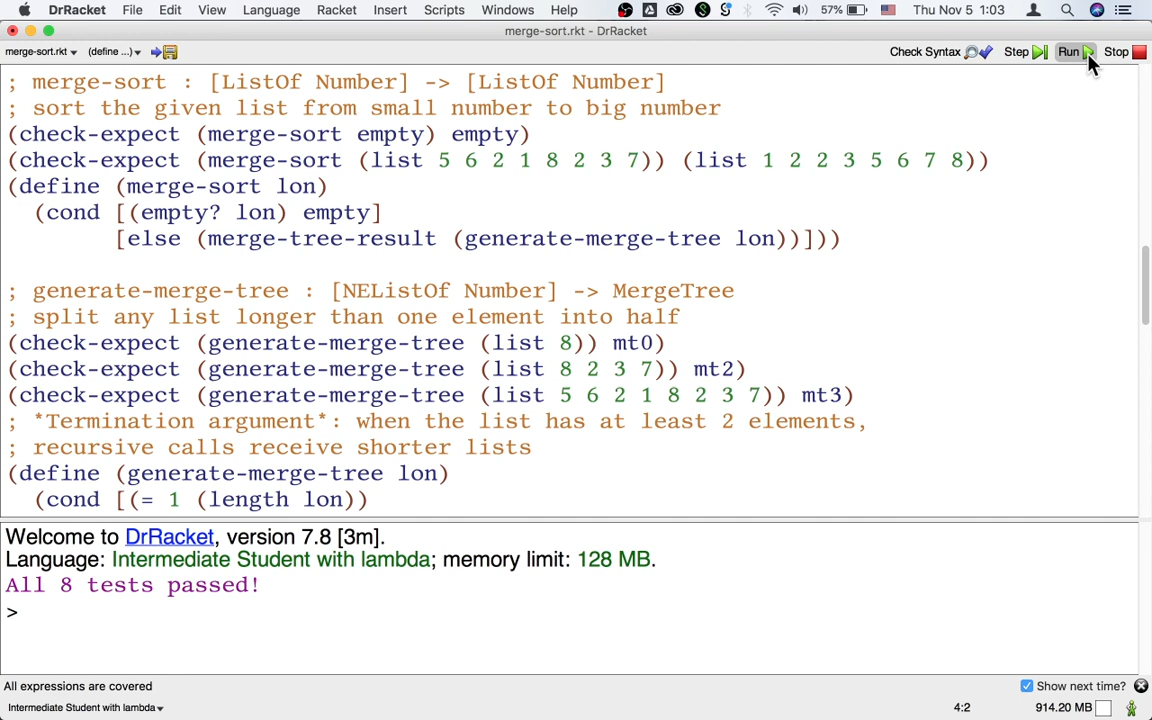 DrRacket File Edit View Language Racket Insert Scripts Windows Help 57% Thu Nov 5 1:03
merge-sort.rkt - DrRacket
merge-sort.rkt (define ...) Check Syntax Step Run Stop
; merge-sort : [ListOf Number] -> [ListOf Number]
; sort the given list from small number to big number
(check-expect (merge-sort empty) empty)
(check-expect (merge-sort (list 5 6 2 1 8 2 3 7)) (list 1 2 2 3 5 6 7 8))
(define (merge-sort lon)
(cond [(empty? lon) empty]
[else (merge-tree-result (generate-merge-tree lon))]))
; generate-merge-tree : [NEListOf Number] -> MergeTree
; split any list longer than one element into half
(check-expect (generate-merge-tree (list 8)) mt0)
(check-expect (generate-merge-tree (list 8 2 3 7)) mt2)
(check-expect (generate-merge-tree (list 5 6 2 1 8 2 3 7)) mt3)
; *Termination argument*: when the list has at least 2 elements,
; recursive calls receive shorter lists
(define (generate-merge-tree lon)
(cond [(= 1 (length lon))
Welcome to DrRacket, version 7.8 [3m].
Language: Intermediate Student with lambda; memory limit: 128 MB.
All 8 tests passed!
>
All expressions are covered Show next time?
Intermediate Student with lambda 4:2 914.20 MB